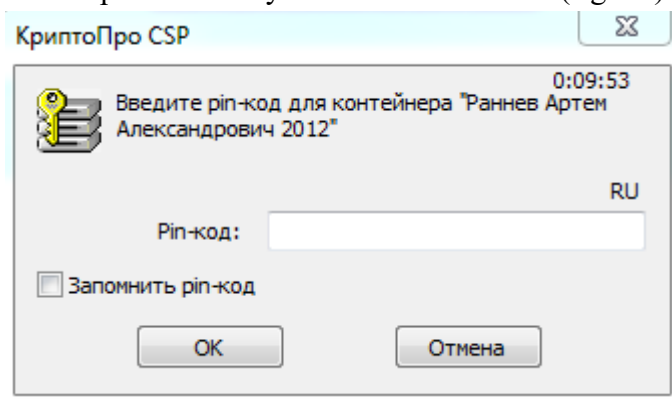 КриптоПро CSP
0:09:53
Введите pin-код для контейнера "Раннев Артем
Александрович 2012"
RU
Pin-код:
Запомнить pin-код
OK
Отмена